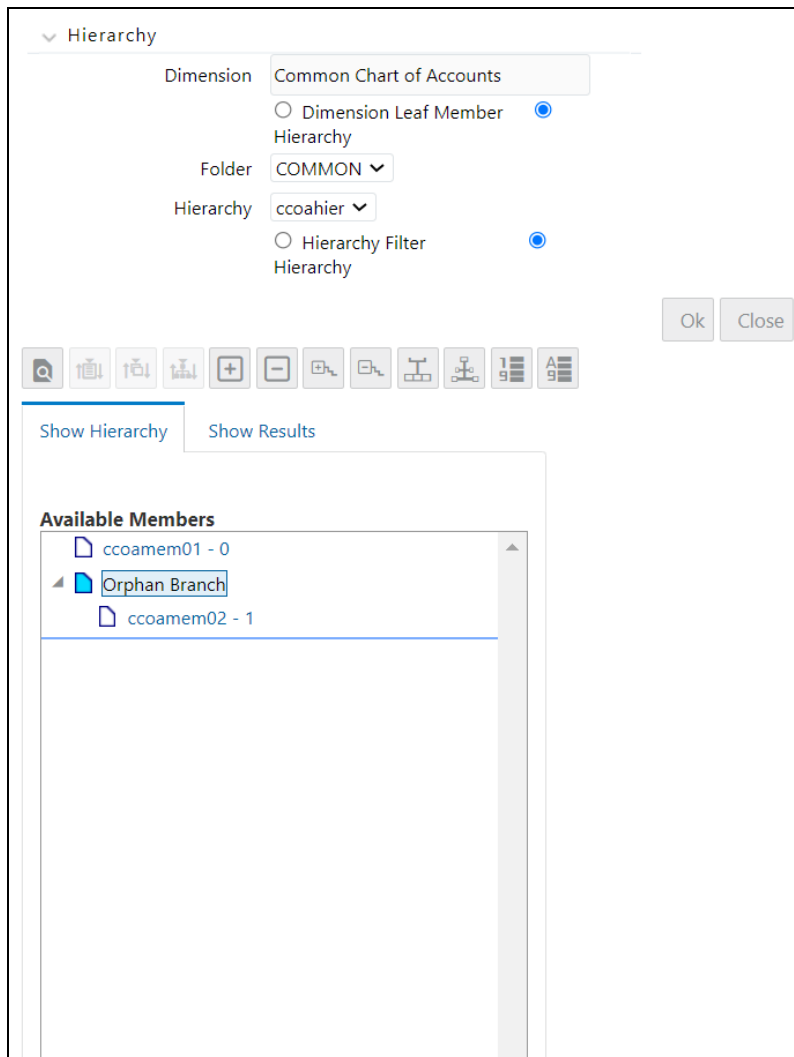 Hierarchy
Dimension Common Chart of Accounts
Dimension Leaf Member
Hierarchy
Folder COMMON
Hierarchy ccoahier
Hierarchy Filter
Hierarchy
Ok Close
Show Hierarchy Show Results
Available Members
ccoamem01 - 0
Orphan Branch
ccoamem02 - 1